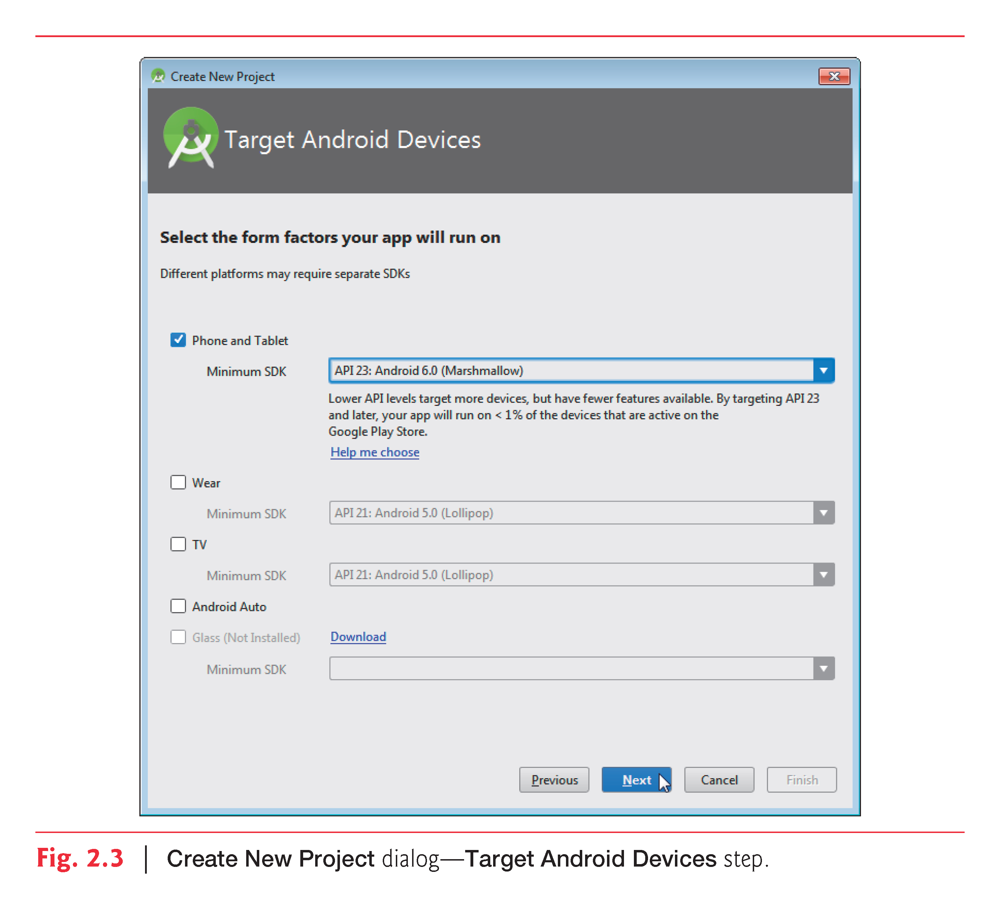 Create New Project
Target Android Devices
Select the form factors your app will run on
Different platforms may require separate SDKs
Phone and Tablet
Minimum SDK API 23: Android 6.0 (Marshmallow)
Lower API levels target more devices, but have fewer features available. By targeting API 23
and later, your app will run on < 1% of the devices that are active on the
Google Play Store.
Help me choose
Wear
Minimum SDK API 21: Android 5.0 (Lollipop)
TV
Minimum SDK API 21: Android 5.0 (Lollipop)
Android Auto
Glass (Not Installed) Download
Minimum SDK
Previous Next Cancel Finish
Fig. 2.3 | Create New Project dialog—Target Android Devices step.